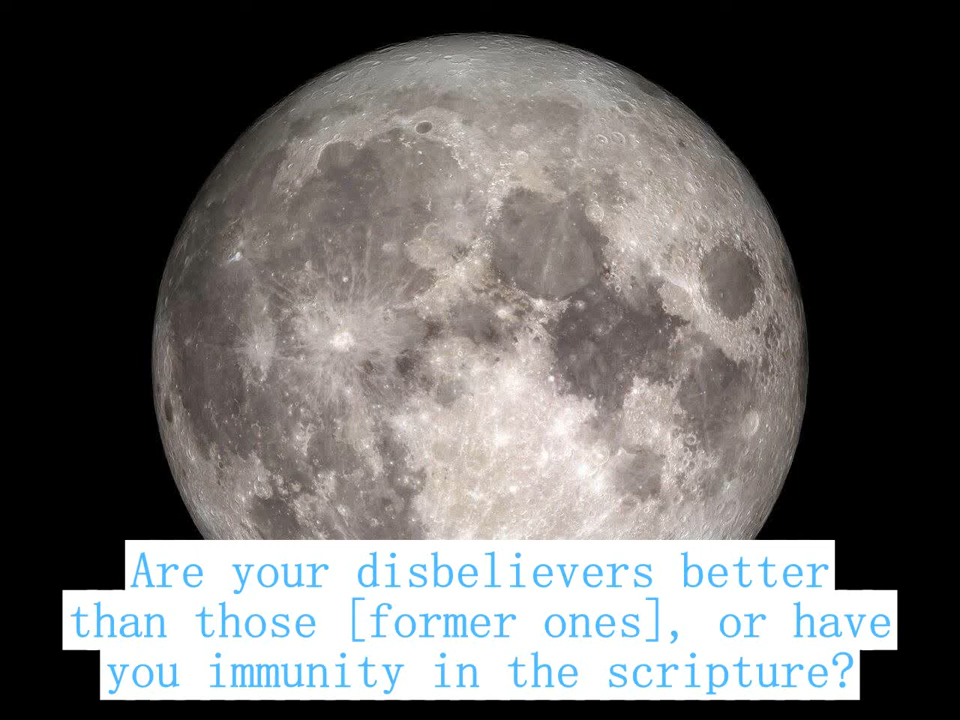 Are your disbelievers better
than those [former ones], or have
you immunity in the scripture?